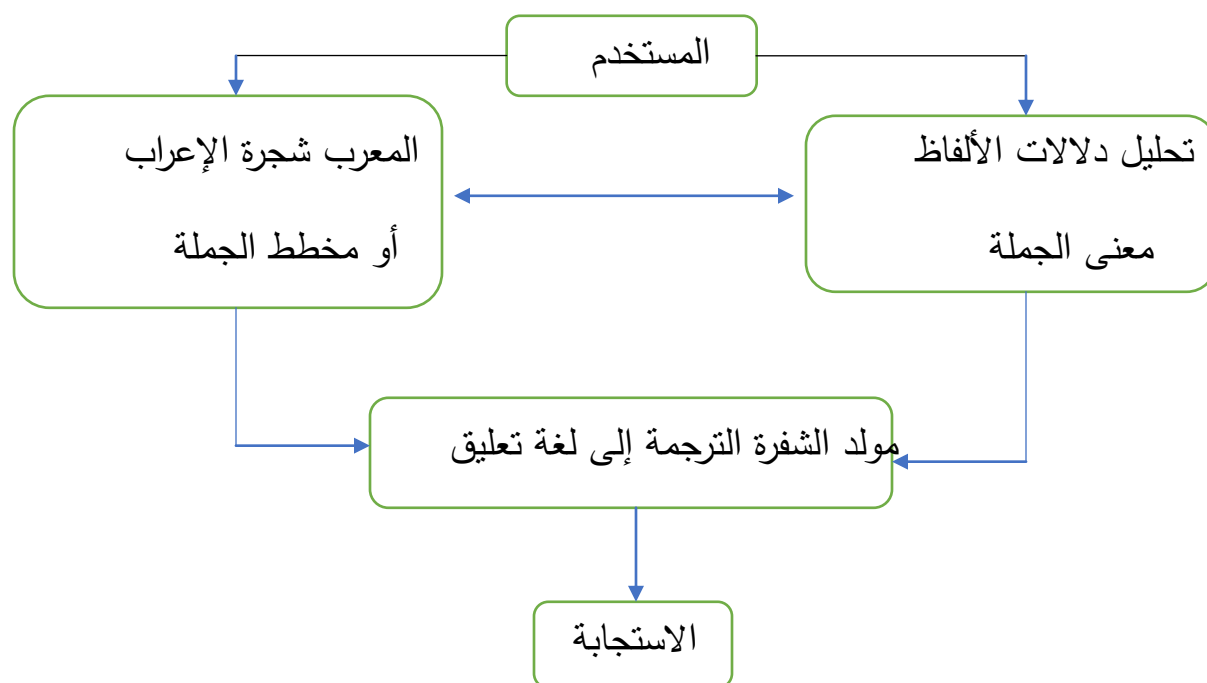 المستخدم
تحليل دلالات الألفاظ
معنى الجملة
المعرب شجرة الإعراب
أو مخطط الجملة
مولد الشفرة الترجمة إلى لغة تعليق
الاستجابة